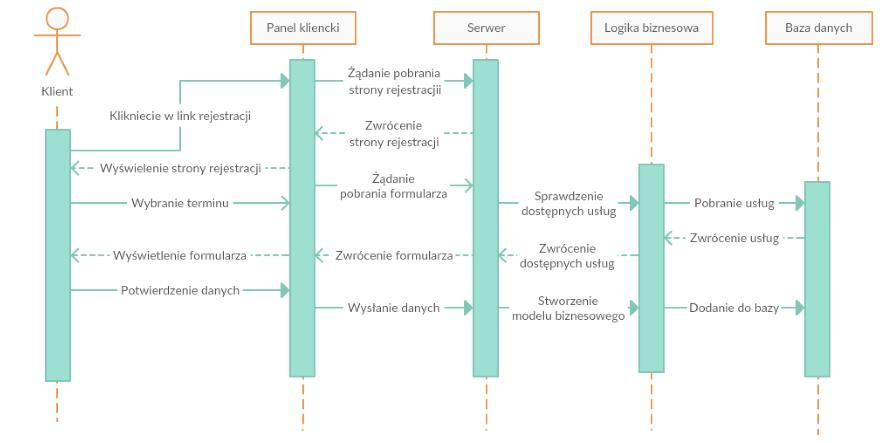 Panel kliencki
Serwer
Logika biznesowa
Baza danych
Klient
Żądanie pobrania
strony rejestracjii
Klikniecie w link rejestracji
Zwrócenie
strony rejestracji
Wyświelenie strony rejestracji
Żądanie
pobrania formularza
Wybranie terminu
Sprawdzenie
dostępnych usług
Pobranie usług
Zwrócenie usług
Wyświetlenie formularza
Zwrócenie formularza
Zwrócenie
dostępnych usług
Potwierdzenie danych
Wysłanie danych
Stworzenie
modelu biznesowego
Dodanie do bazy